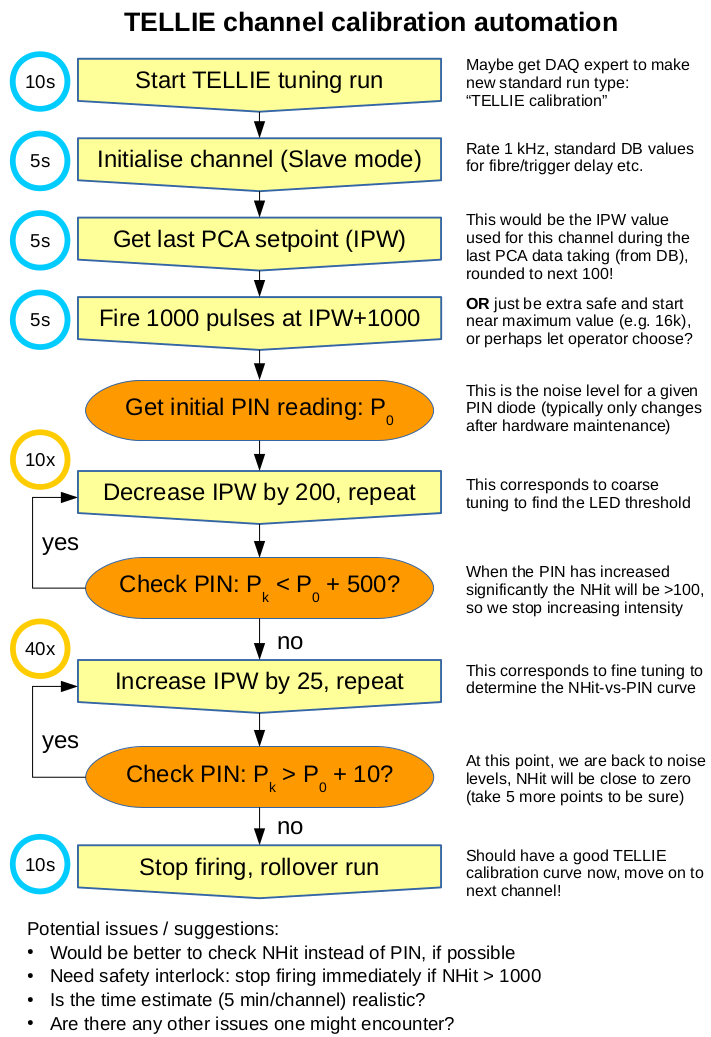 TELLIE channel calibration automation
10s
Start TELLIE tuning run
Maybe get DAQ expert to make
new standard run type:
“TELLIE calibration”
5s
Initialise channel (Slave mode)
Rate 1 kHz, standard DB values
for fibre/trigger delay etc.
5s
Get last PCA setpoint (IPW)
This would be the IPW value
used for this channel during the
last PCA data taking (from DB),
rounded to next 100!
5s
Fire 1000 pulses at IPW+1000
OR just be extra safe and start
near maximum value (e.g. 16k),
or perhaps let operator choose?
Get initial PIN reading: P0
This is the noise level for a given
PIN diode (typically only changes
after hardware maintenance)
10x
Decrease IPW by 200, repeat
This corresponds to coarse
tuning to find the LED threshold
yes
Check PIN: Pk < P0 + 500?
When the PIN has increased
significantly the NHit will be >100,
so we stop increasing intensity
no
40x
Increase IPW by 25, repeat
This corresponds to fine tuning to
determine the NHit-vs-PIN curve
yes
Check PIN: Pk > P0 + 10?
At this point, we are back to noise
levels, NHit will be close to zero
(take 5 more points to be sure)
no
10s
Stop firing, rollover run
Should have a good TELLIE
calibration curve now, move on to
next channel!
Potential issues / suggestions:
• Would be better to check NHit instead of PIN, if possible
• Need safety interlock: stop firing immediately if NHit > 1000
• Is the time estimate (5 min/channel) realistic?
• Are there any other issues one might encounter?